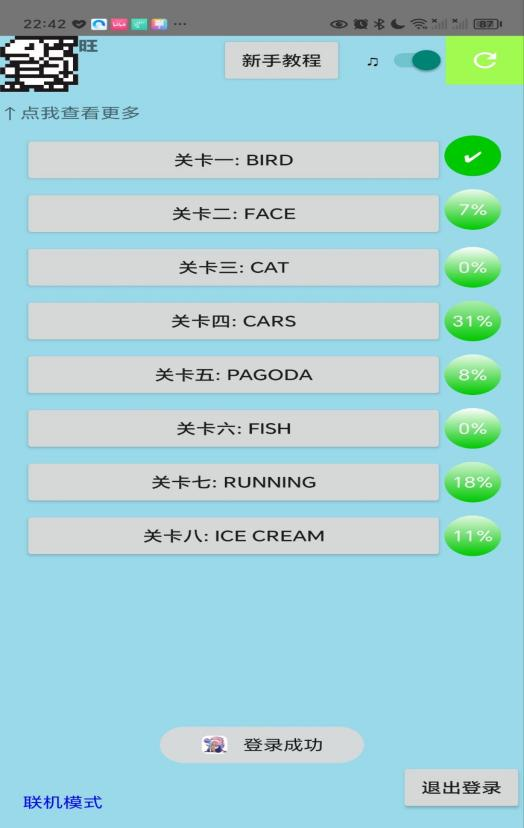 22:42 ··· 87
旺
新手教程 ♫
↑点我查看更多
关卡一: BIRD ✔
关卡二: FACE 7%
关卡三: CAT 0%
关卡四: CARS 31%
关卡五: PAGODA 8%
关卡六: FISH 0%
关卡七: RUNNING 18%
关卡八: ICE CREAM 11%
登录成功
退出登录
联机模式